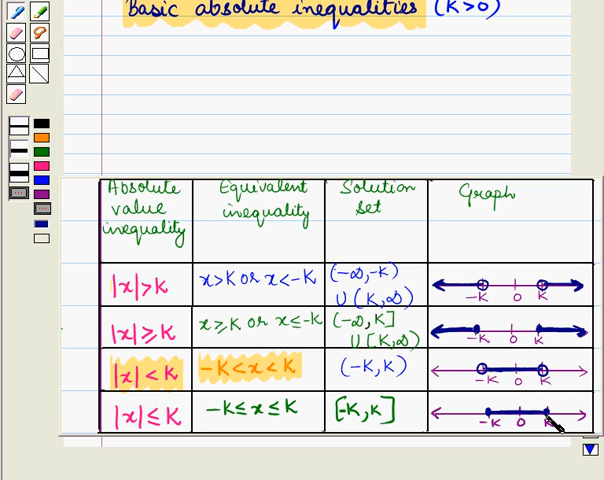 Basic absolute inequalities (K>0)
Absolute value inequality
Equivalent inequality
Solution set
Graph
|x|>K
x>K or x<-K
(-∞,-K)
U (K,∞)
-K 0 K
|x|≥K
x≥K or x≤-K
(-∞,K]
U[K,∞)
-K 0 K
|x|<K
-K<x<K
(-K,K)
-K 0 K
|x|≤K
-K≤x≤K
[-K,K]
-K 0 K